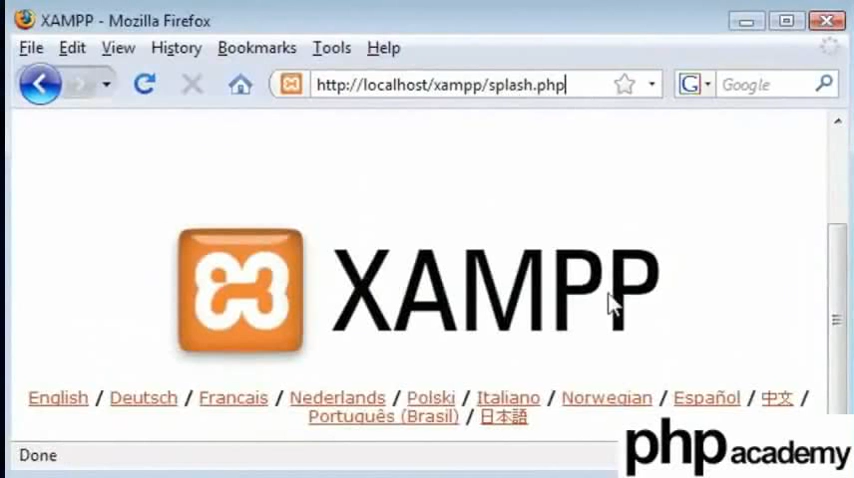 XAMPP - Mozilla Firefox
File Edit View History Bookmarks Tools Help
http://localhost/xampp/splash.php Google
XAMPP
English / Deutsch / Francais / Nederlands / Polski / Italiano / Norwegian / Español / 中文 /
Português (Brasil) / 日本語
Done
php academy